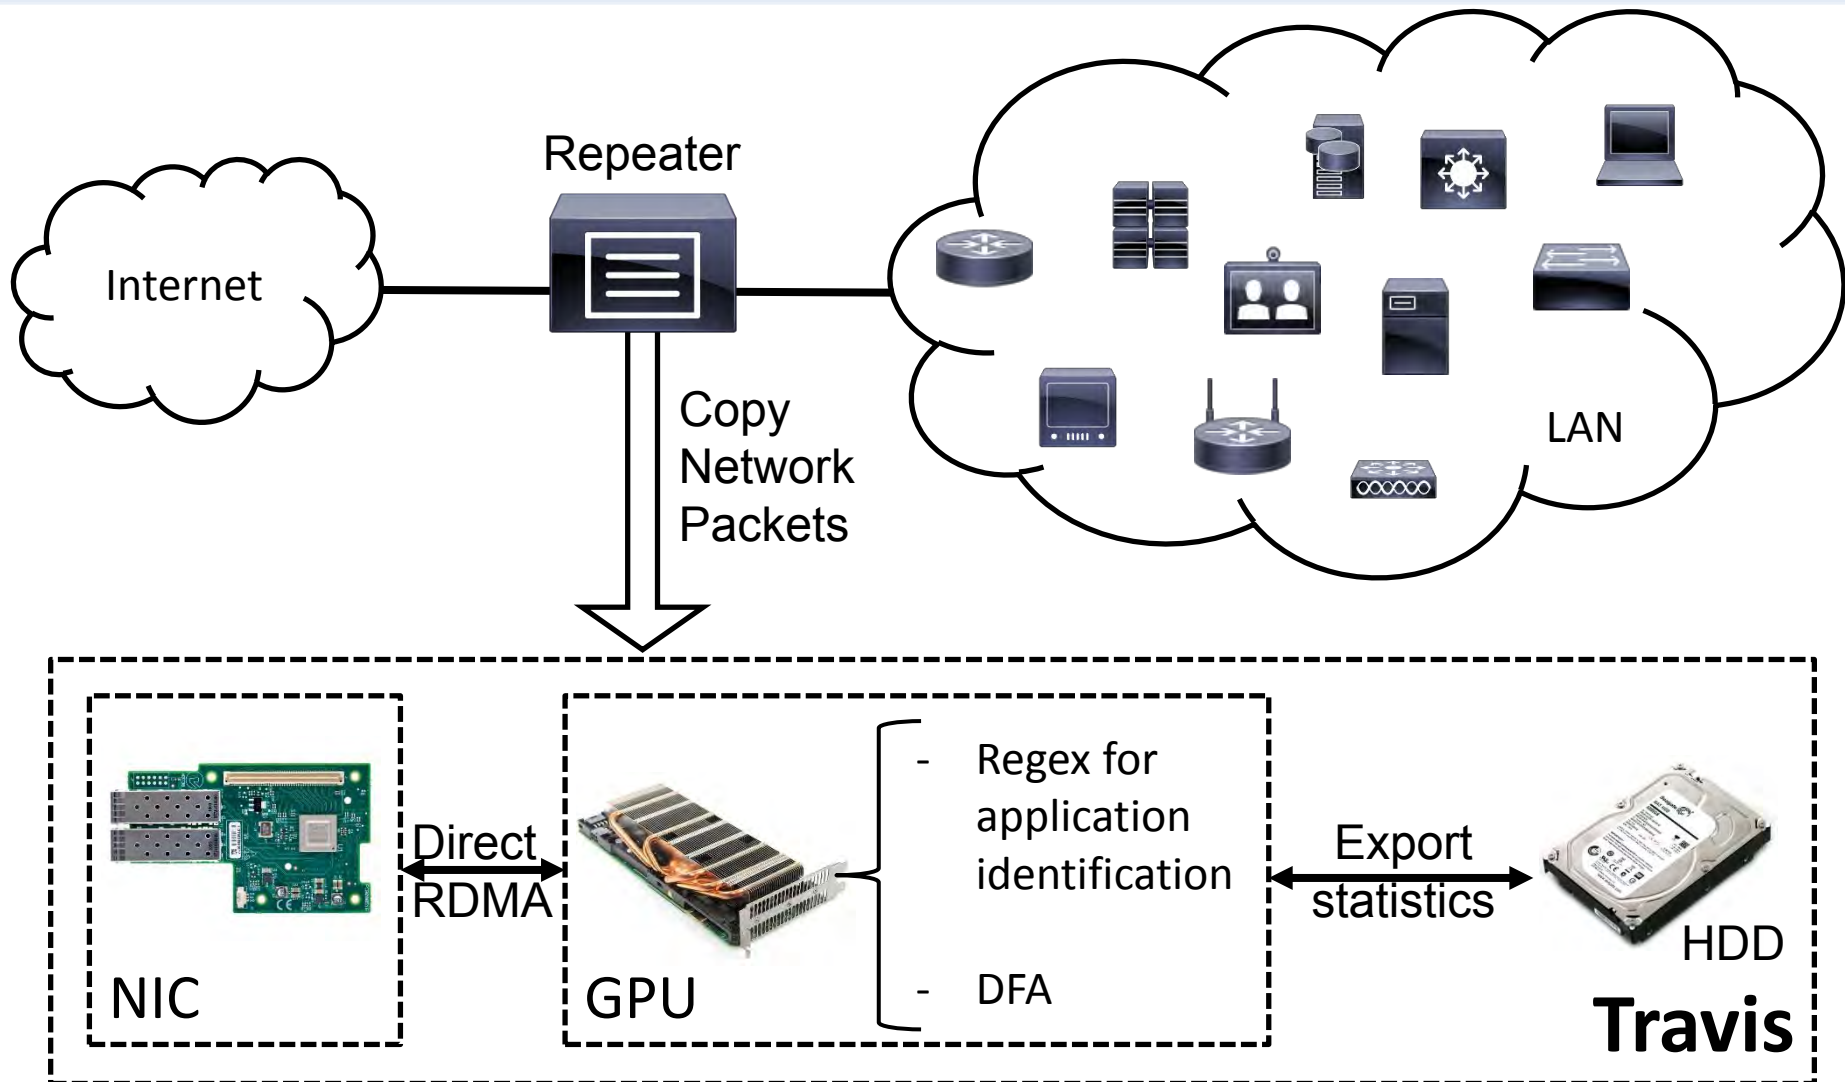 Repeater
Internet
LAN
Copy
Network
Packets
Direct
RDMA
NIC
GPU
- Regex for
application
identification
- DFA
Export
statistics
HDD
Travis